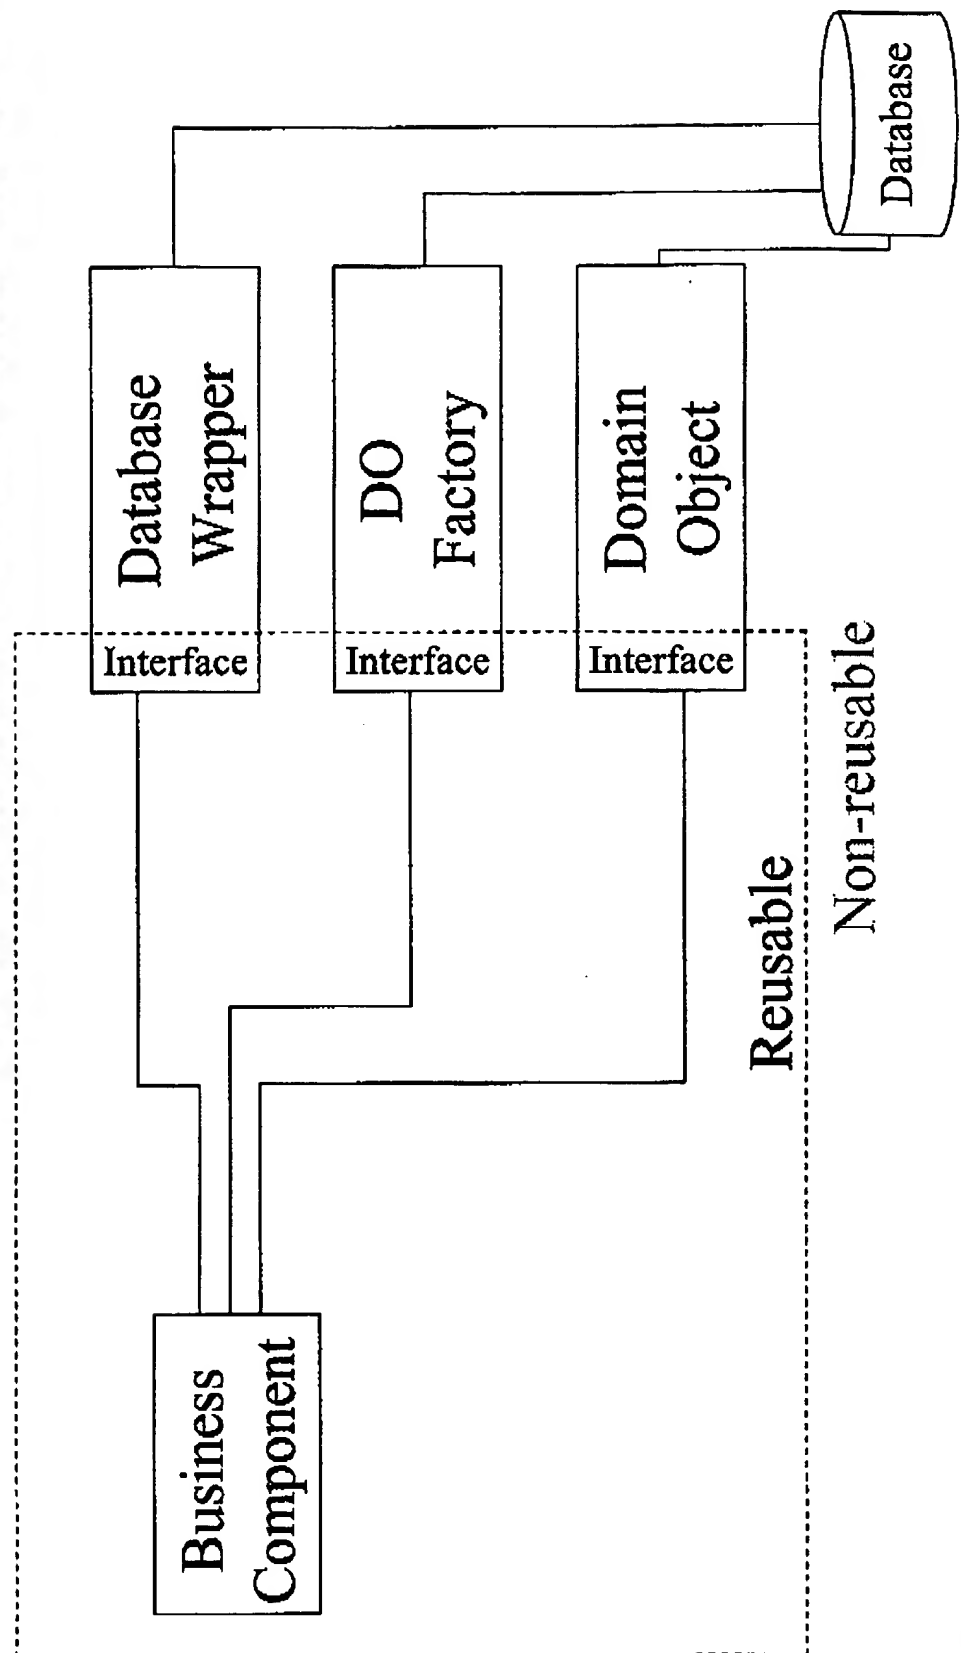 Database
Wrapper
Interface
DO
Factory
Interface
Domain
Object
Interface
Database
Business
Component
Reusable
Non-reusable